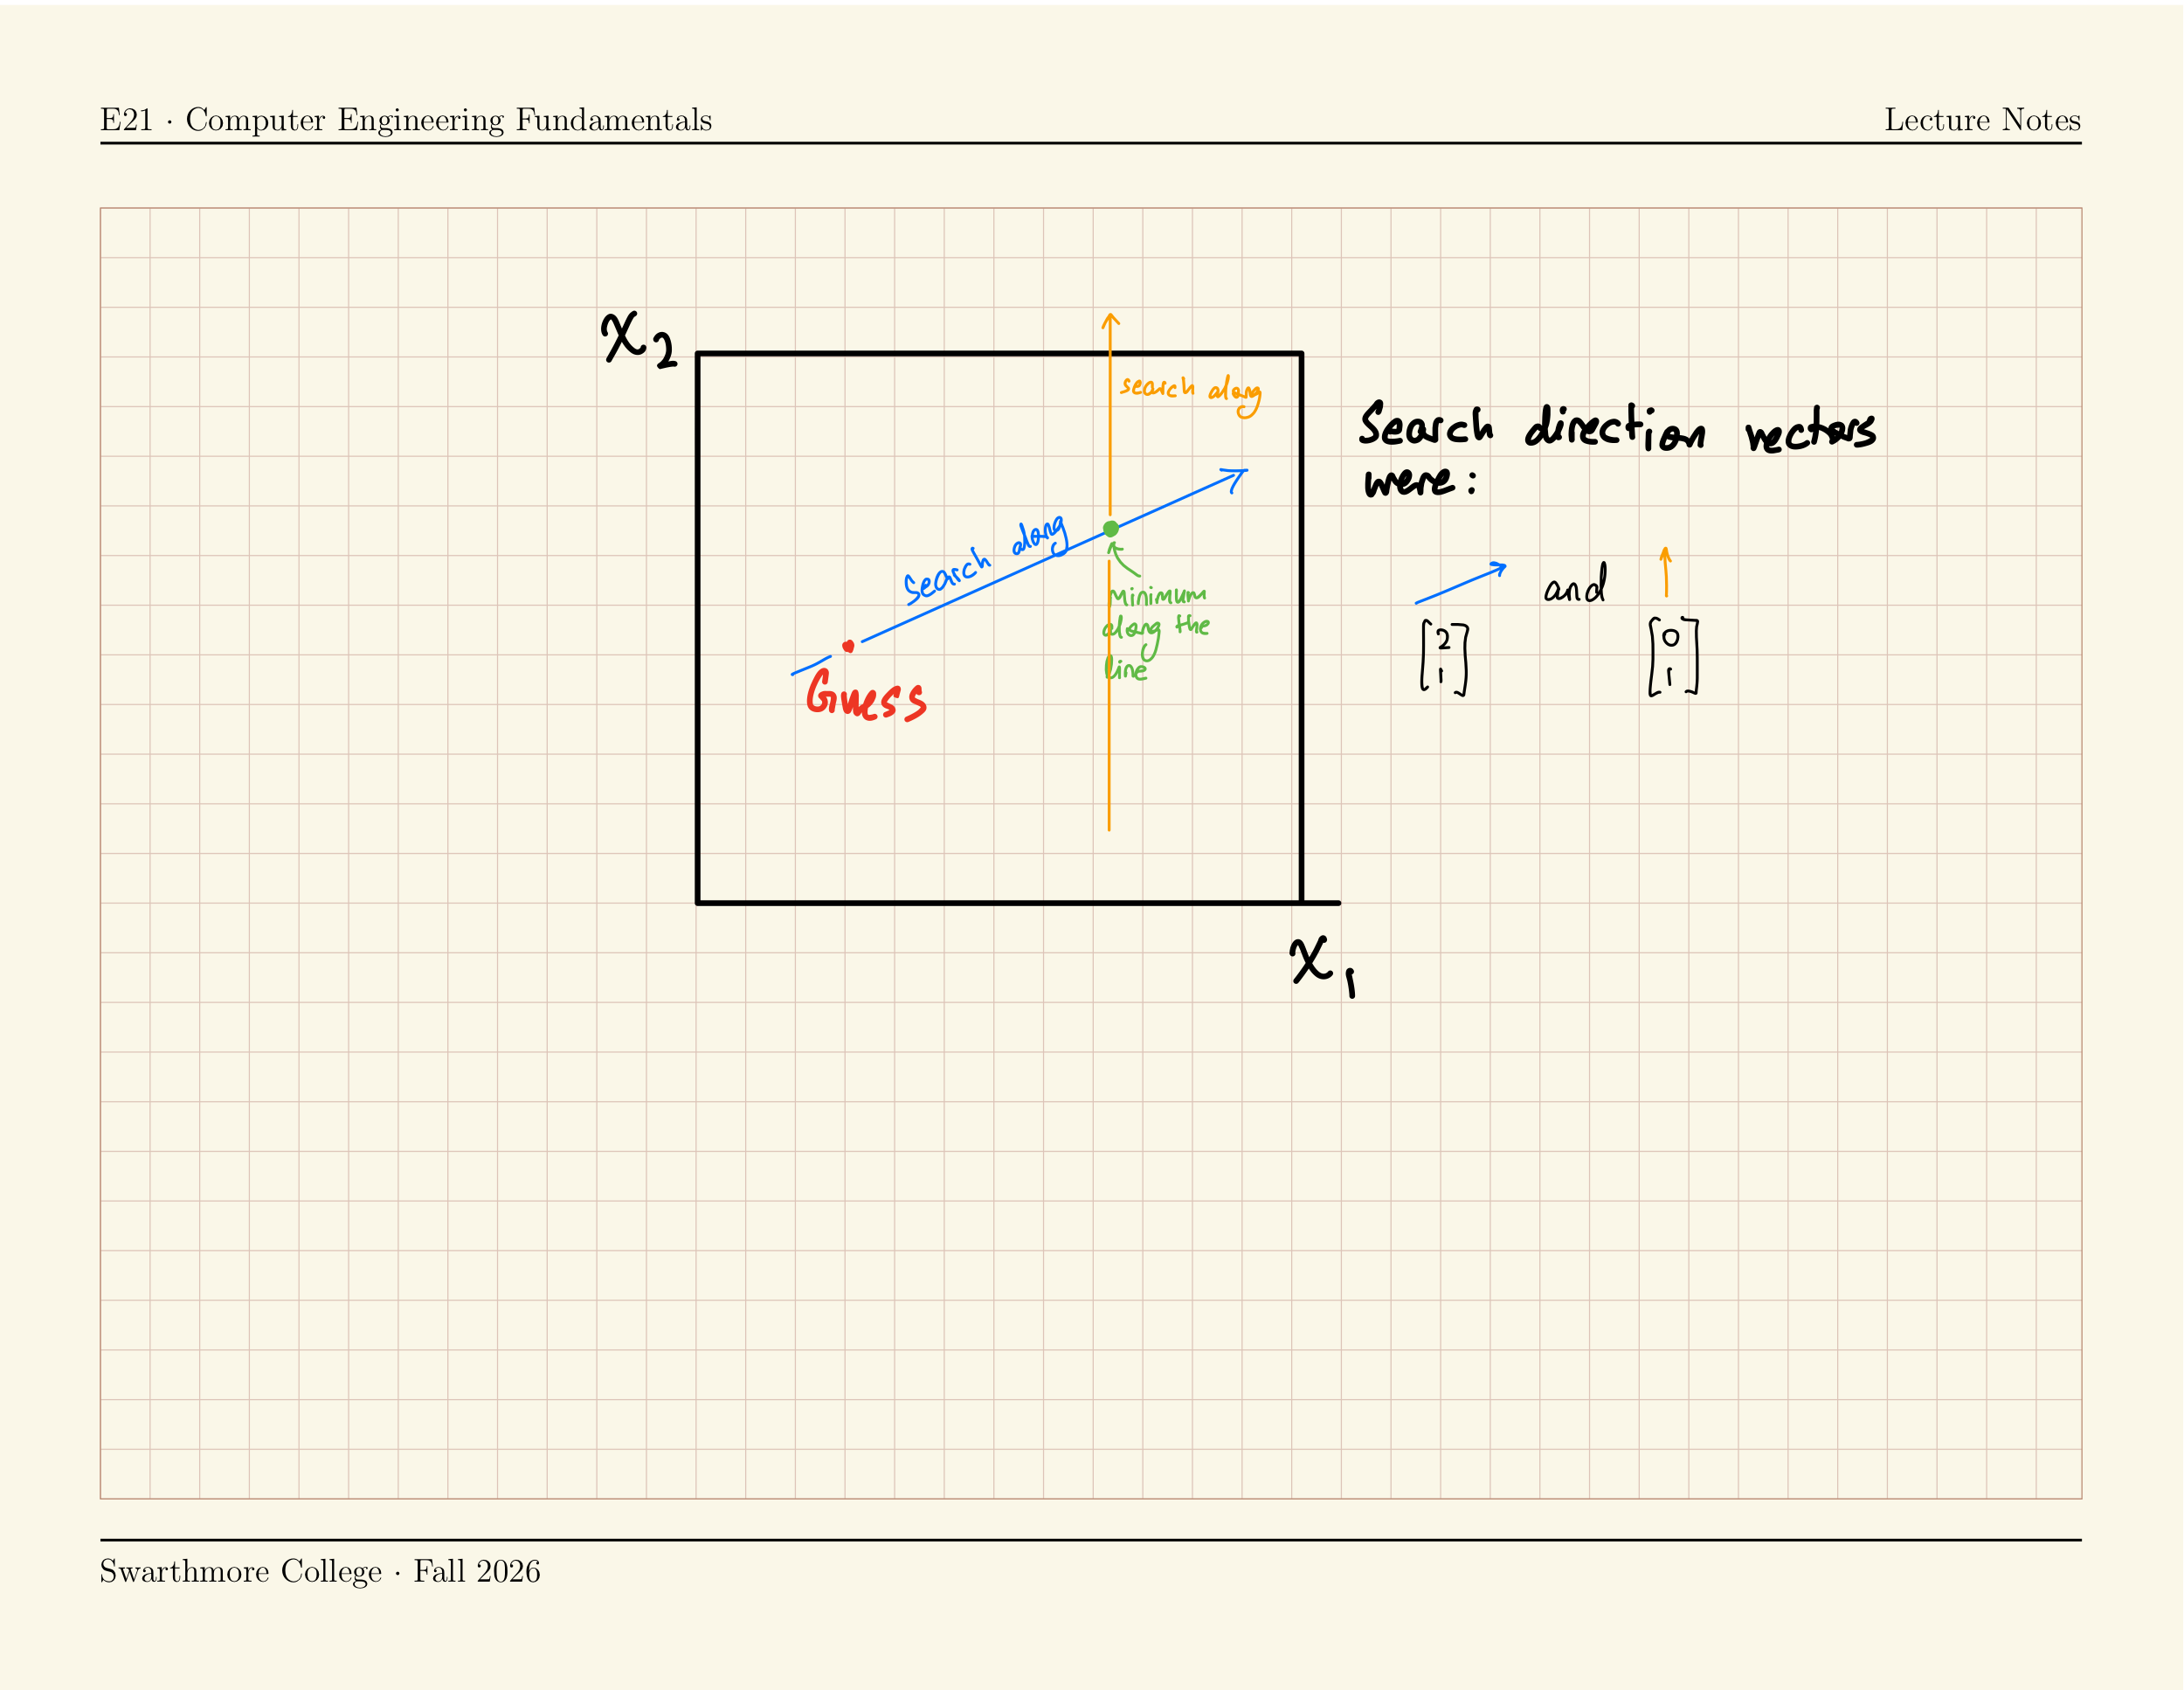 E21 · Computer Engineering Fundamentals
Lecture Notes
x₂
search along
Search direction vectors
were:
search along
and
minimum
along the
line
Guess
[2
1]
[0
1]
x₁
Swarthmore College · Fall 2026